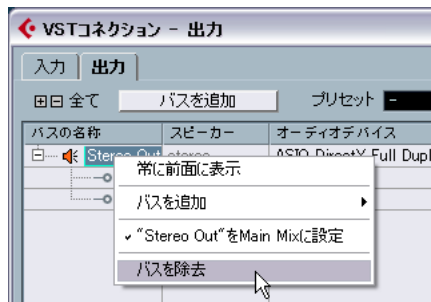 VSTコネクション - 出力
入力 出力
全て バスを追加 プリセット -
バスの名称 スピーカー オーディオデバイス
Stereo Out stereo ASIO DirectX Full Dupl
常に前面に表示
バスを追加
"Stereo Out"をMain Mixに設定
バスを除去